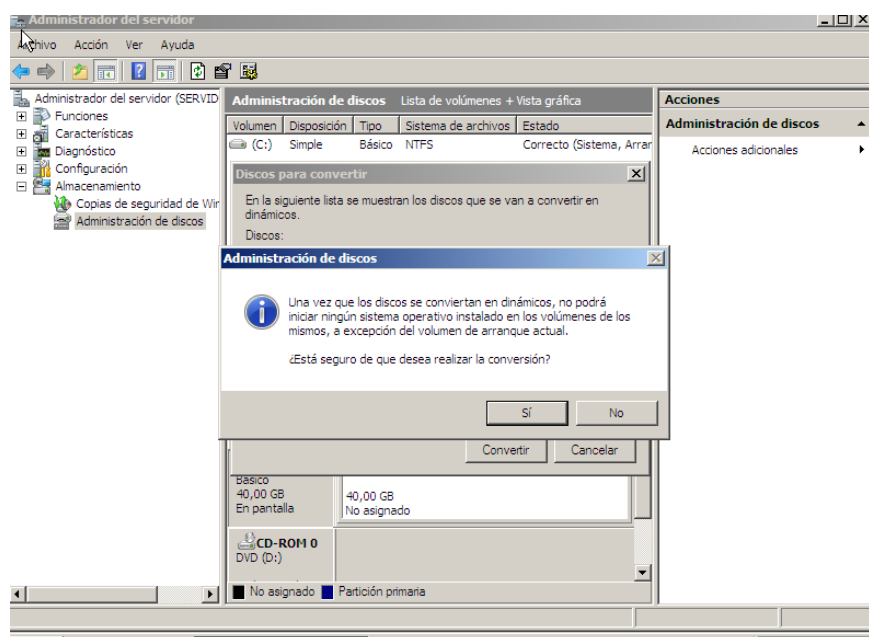 Administrador del servidor
Archivo Acción Ver Ayuda
Administrador del servidor (SERVID
Funciones
Características
Diagnóstico
Configuración
Almacenamiento
Copias de seguridad de Wir
Administración de discos
Administración de discos Lista de volúmenes + Vista gráfica
Volumen Disposición Tipo Sistema de archivos Estado
(C:) Simple Básico NTFS Correcto (Sistema, Arrar
Discos para convertir
En la siguiente lista se muestran los discos que se van a convertir en
dinámicos.
Discos:
Administración de discos
Una vez que los discos se conviertan en dinámicos, no podrá
iniciar ningún sistema operativo instalado en los volúmenes de los
mismos, a excepción del volumen de arranque actual.
¿Está seguro de que desea realizar la conversión?
Sí No
Convertir Cancelar
Básico
40,00 GB
En pantalla
40,00 GB
No asignado
CD-ROM 0
DVD (D:)
No asignado Partición primaria
Acciones
Administración de discos
Acciones adicionales